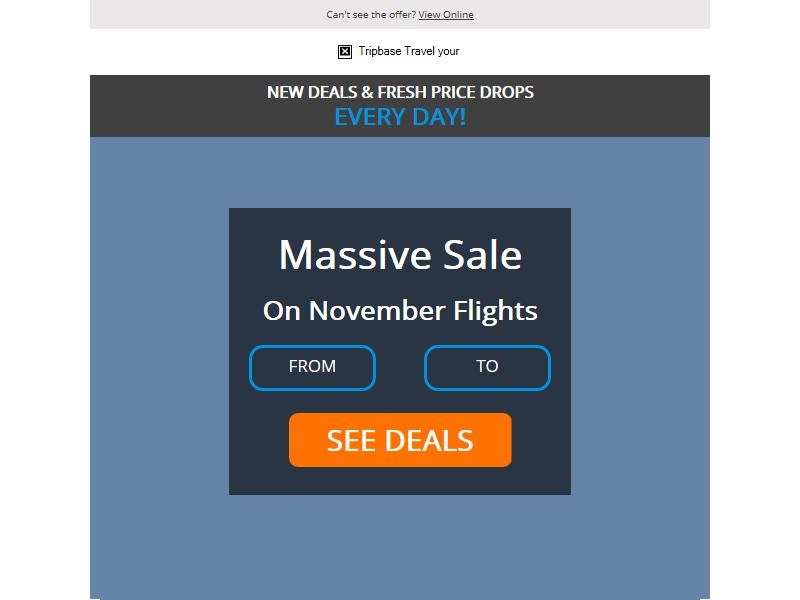 Can't see the offer? View Online
Tripbase Travel your
NEW DEALS & FRESH PRICE DROPS
EVERY DAY!
Massive Sale
On November Flights
FROM TO
SEE DEALS